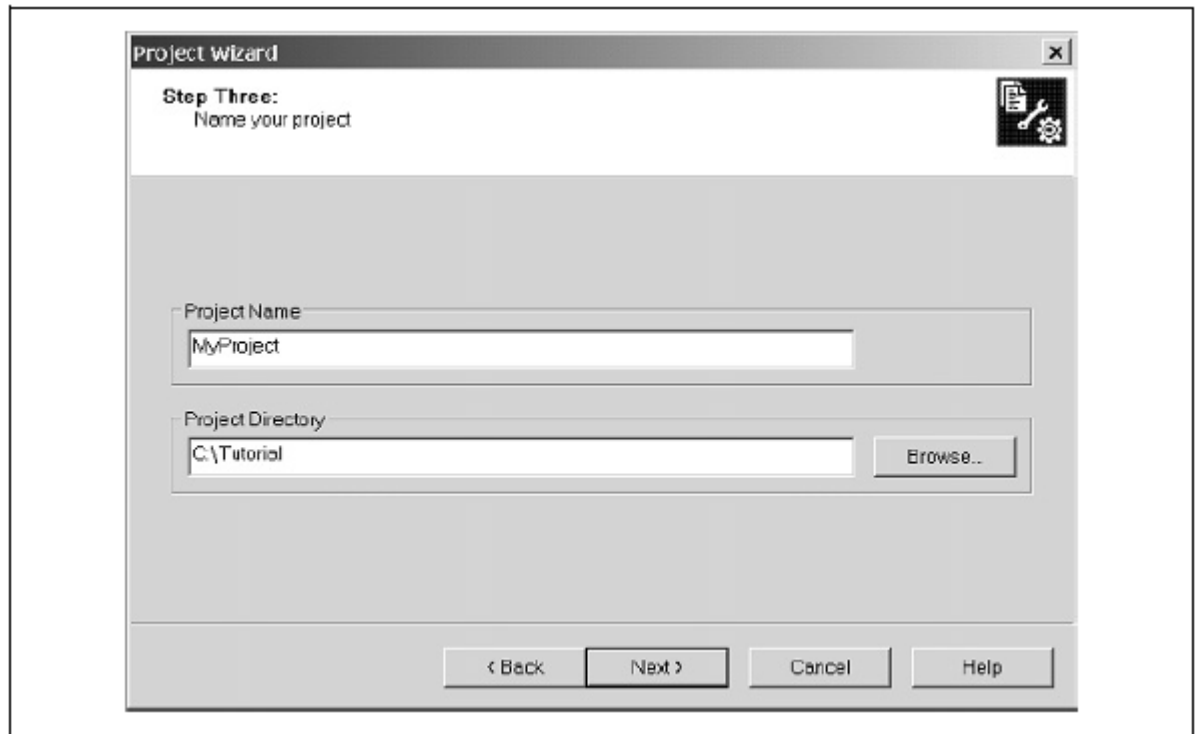 Project Wizard
Step Three:
Name your project
Project Name
MyProject
Project Directory
C:\Tutorial
Browse...
< Back
Next >
Cancel
Help